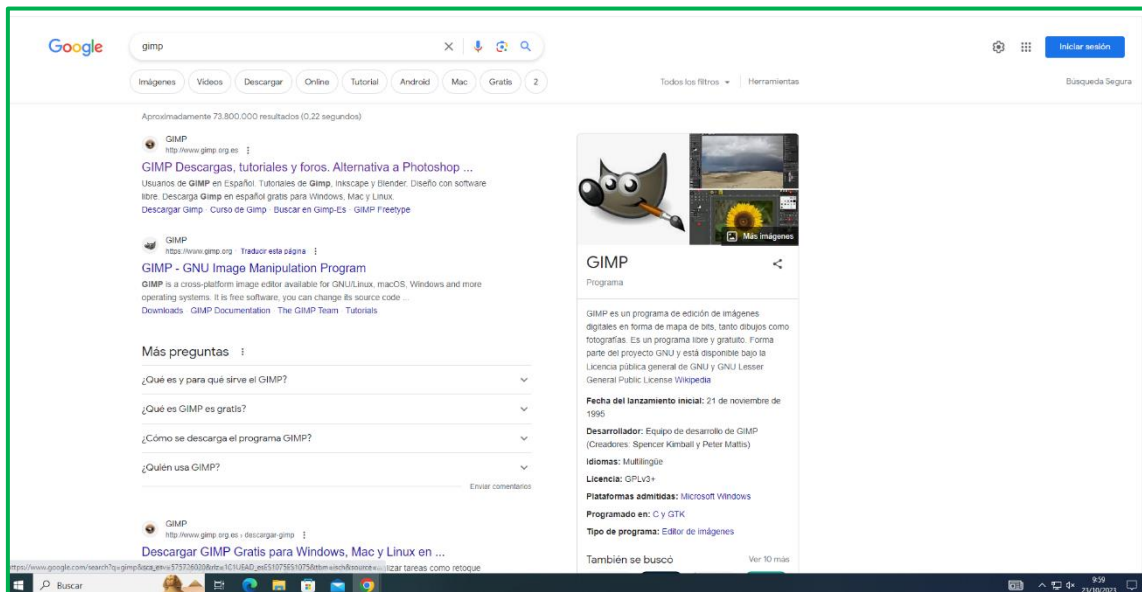 Google
gimp
Iniciar sesión
Imágenes
Videos
Descargar
Online
Tutorial
Android
Mac
Gratis
2
Todos los filtros
Herramientas
Búsqueda Segura
Aproximadamente 73.800.000 resultados (0,22 segundos)
GIMP
http://www.gimp.org.es
GIMP Descargas, tutoriales y foros. Alternativa a Photoshop ...
Usuarios de GIMP en Español. Tutoriales de Gimp, Inkscape y Blender. Diseño con software
libre. Descarga Gimp en español gratis para Windows, Mac y Linux.
Descargar Gimp · Curso de Gimp · Buscar en Gimp-Es · GIMP Freetype
GIMP
https://www.gimp.org · Traducir esta página
GIMP - GNU Image Manipulation Program
GIMP is a cross-platform image editor available for GNU/Linux, macOS, Windows and more
operating systems. It is free software, you can change its source code ...
Downloads · GIMP Documentation · The GIMP Team · Tutorials
Más preguntas
¿Qué es y para qué sirve el GIMP?
¿Qué es GIMP es gratis?
¿Cómo se descarga el programa GIMP?
¿Quién usa GIMP?
Enviar comentarios
GIMP
http://www.gimp.org.es › descargar-gimp
Descargar GIMP Gratis para Windows, Mac y Linux en ...
lizar tareas como retoque
Más imágenes
GIMP
Programa
GIMP es un programa de edición de imágenes
digitales en forma de mapa de bits, tanto dibujos como
fotografías. Es un programa libre y gratuito. Forma
parte del proyecto GNU y está disponible bajo la
Licencia pública general de GNU y GNU Lesser
General Public License Wikipedia
Fecha del lanzamiento inicial: 21 de noviembre de
1995
Desarrollador: Equipo de desarrollo de GIMP
(Creadores: Spencer Kimball y Peter Mattis)
Idiomas: Multilingüe
Licencia: GPLv3+
Plataformas admitidas: Microsoft Windows
Programado en: C y GTK
Tipo de programa: Editor de imágenes
También se buscó
Ver 10 más
Buscar
9:59
23/10/2023